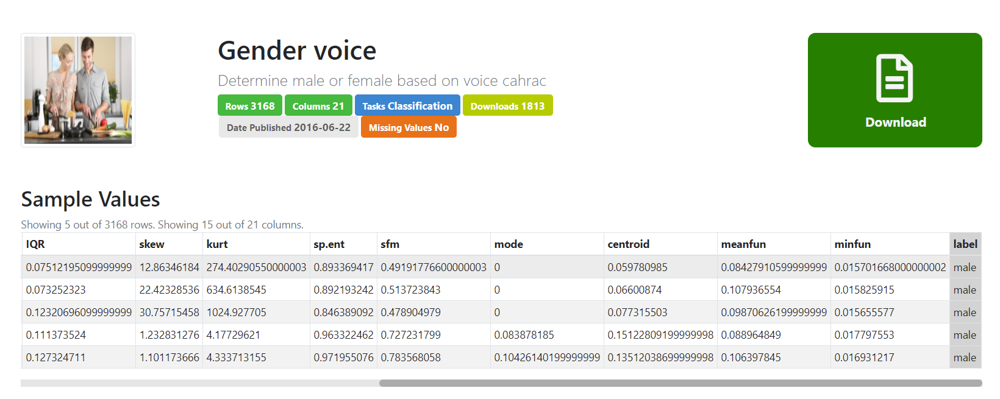 Gender voice
Determine male or female based on voice cahrac
Rows 3168 Columns 21 Tasks Classification Downloads 1813
Date Published 2016-06-22 Missing Values No
Download
Sample Values
Showing 5 out of 3168 rows. Showing 15 out of 21 columns.
IQR skew kurt sp.ent sfm mode centroid meanfun minfun label
0.07512195099999999 12.86346184 274.40290550000003 0.893369417 0.49191776600000003 0 0.059780985 0.08427910599999999 0.015701668000000002 male
0.073252323 22.42328536 634.6138545 0.892193242 0.513723843 0 0.06600874 0.107936554 0.015825915 male
0.12320696099999999 30.75715458 1024.927705 0.846389092 0.478904979 0 0.077315503 0.09870626199999999 0.015655577 male
0.111373524 1.232831276 4.17729621 0.963322462 0.727231799 0.083878185 0.15122809199999998 0.088964849 0.017797553 male
0.127324711 1.101173666 4.333713155 0.971955076 0.783568058 0.10426140199999999 0.13512038699999998 0.106397845 0.016931217 male